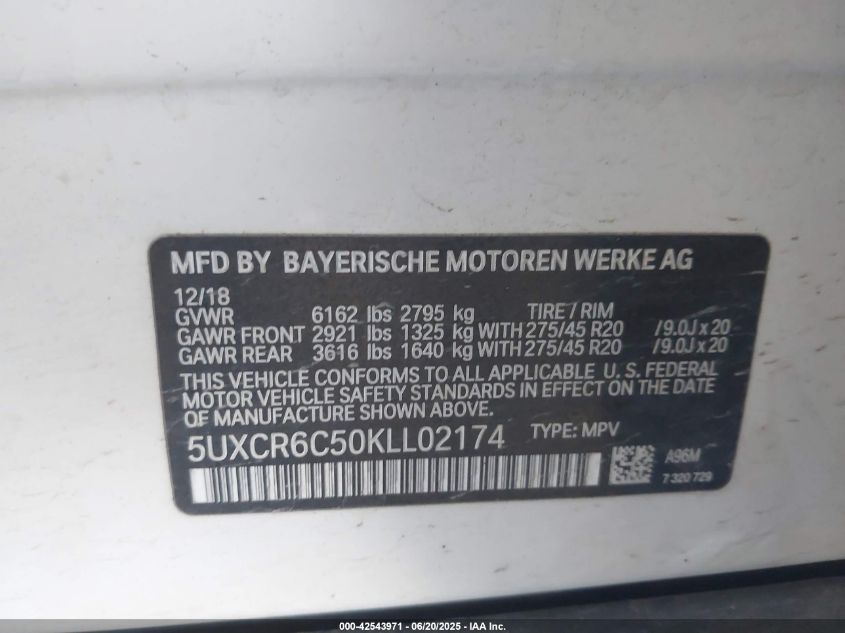 MFD BY BAYERISCHE MOTOREN WERKE AG
12/18
GVWR 6162 lbs 2795 kg TIRE / RIM
GAWR FRONT 2921 lbs 1325 kg WITH 275/45 R20 / 9.0J x 20
GAWR REAR 3616 lbs 1640 kg WITH 275/45 R20 / 9.0J x 20
THIS VEHICLE CONFORMS TO ALL APPLICABLE U. S. FEDERAL
MOTOR VEHICLE SAFETY STANDARDS IN EFFECT ON THE DATE
OF MANUFACTURE SHOWN ABOVE.
5UXCR6C50KLL02174 TYPE: MPV
A96M
7 320 729
000-42543971 | 06/20/2025 - IAA Inc.